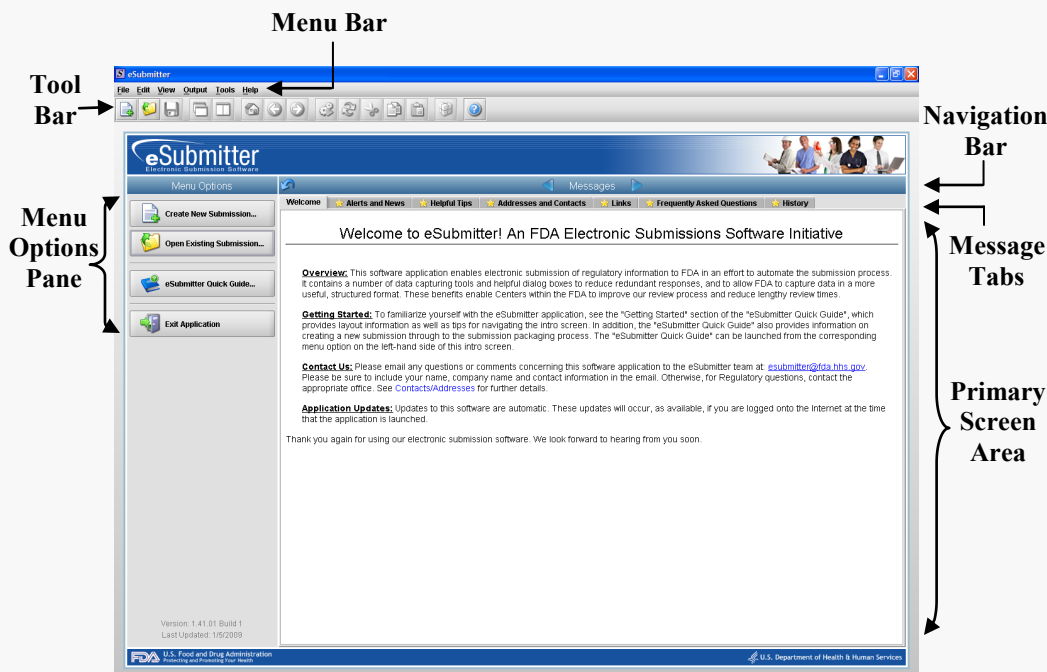 Menu Bar
Tool
Bar
eSubmitter
File Edit View Output Tools Help
Navigation
Bar
eSubmitter
Electronic Submission Software
Menu Options
Messages
Menu
Options
Pane
Message
Tabs
Create New Submission...
Open Existing Submission...
eSubmitter Quick Guide...
Exit Application
Welcome Alerts and News Helpful Tips Addresses and Contacts Links Frequently Asked Questions History
Welcome to eSubmitter! An FDA Electronic Submissions Software Initiative
Overview: This software application enables electronic submission of regulatory information to FDA in an effort to automate the submission process.
It contains a number of data capturing tools and helpful dialog boxes to reduce redundant responses, and to allow FDA to capture data in a more
useful, structured format. These benefits enable Centers within the FDA to improve our review process and reduce lengthy review times.
Getting Started: To familiarize yourself with the eSubmitter application, see the "Getting Started" section of the "eSubmitter Quick Guide", which
provides layout information as well as tips for navigating the intro screen. In addition, the "eSubmitter Quick Guide" also provides information on
creating a new submission through to the submission packaging process. The "eSubmitter Quick Guide" can be launched from the corresponding
menu option on the left-hand side of this intro screen.
Contact Us: Please email any questions or comments concerning this software application to the eSubmitter team at: esubmitter@fda.hhs.gov.
Please be sure to include your name, company name and contact information in the email. Otherwise, for Regulatory questions, contact the
appropriate office. See Contacts/Addresses for further details.
Application Updates: Updates to this software are automatic. These updates will occur, as available, if you are logged onto the Internet at the time
that the application is launched.
Thank you again for using our electronic submission software. We look forward to hearing from you soon.
Primary
Screen
Area
Version: 1.41.01 Build 1
Last Updated: 1/5/2009
FDA U.S. Food and Drug Administration
Protecting and Promoting Your Health
U.S. Department of Health & Human Services